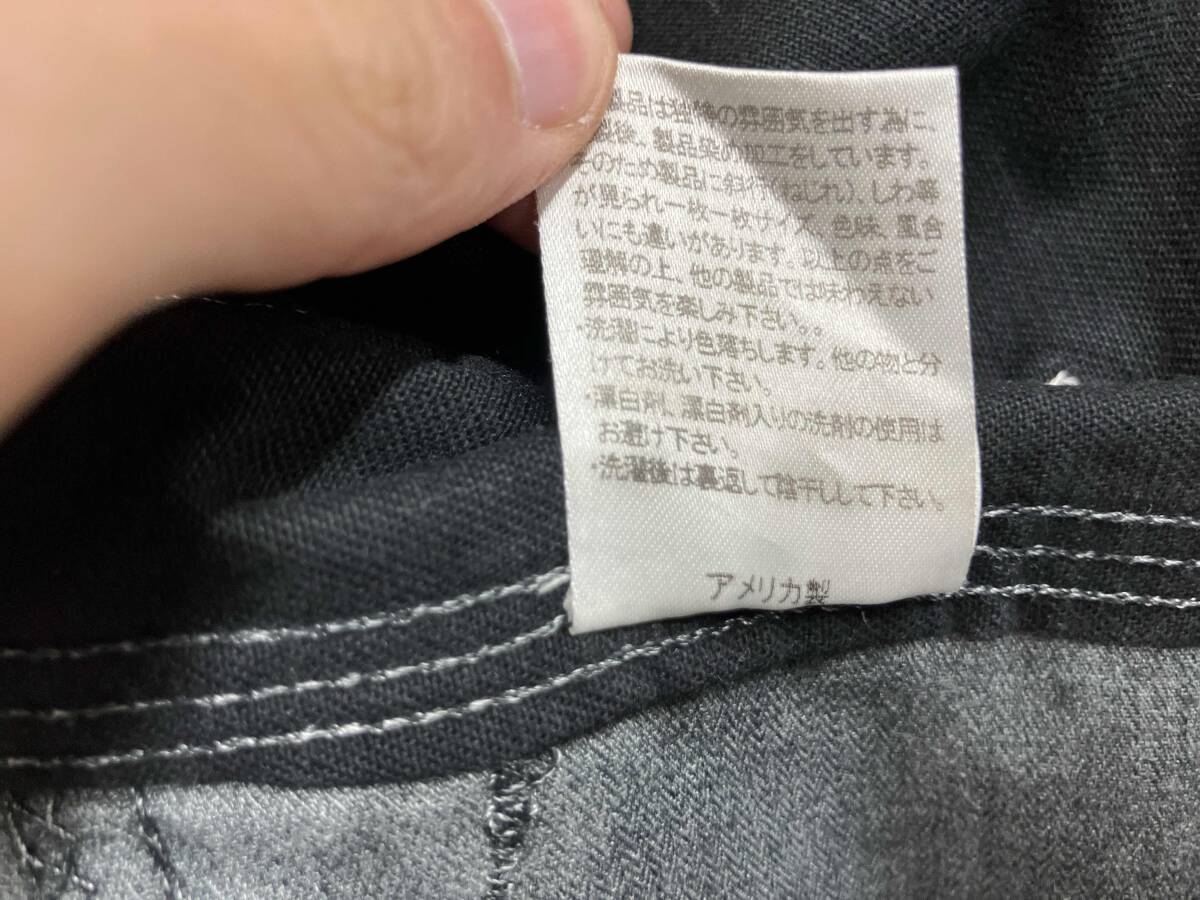 製品は独特の雰囲気を出す為に、
後、製品染め加工をしています。
そのため製品に斜行(ねじれ)、しわ等
が見られ一枚一枚サイズ、色味、風合
いにも違いがあります。以上の点をご
理解の上、他の製品では味わえない
雰囲気を楽しみ下さい。。
・洗濯により色落ちします。他の物と分
けてお洗い下さい。
・漂白剤、漂白剤入りの洗剤の使用は
お避け下さい。
・洗濯後は裏返して陰干しして下さい。
アメリカ製